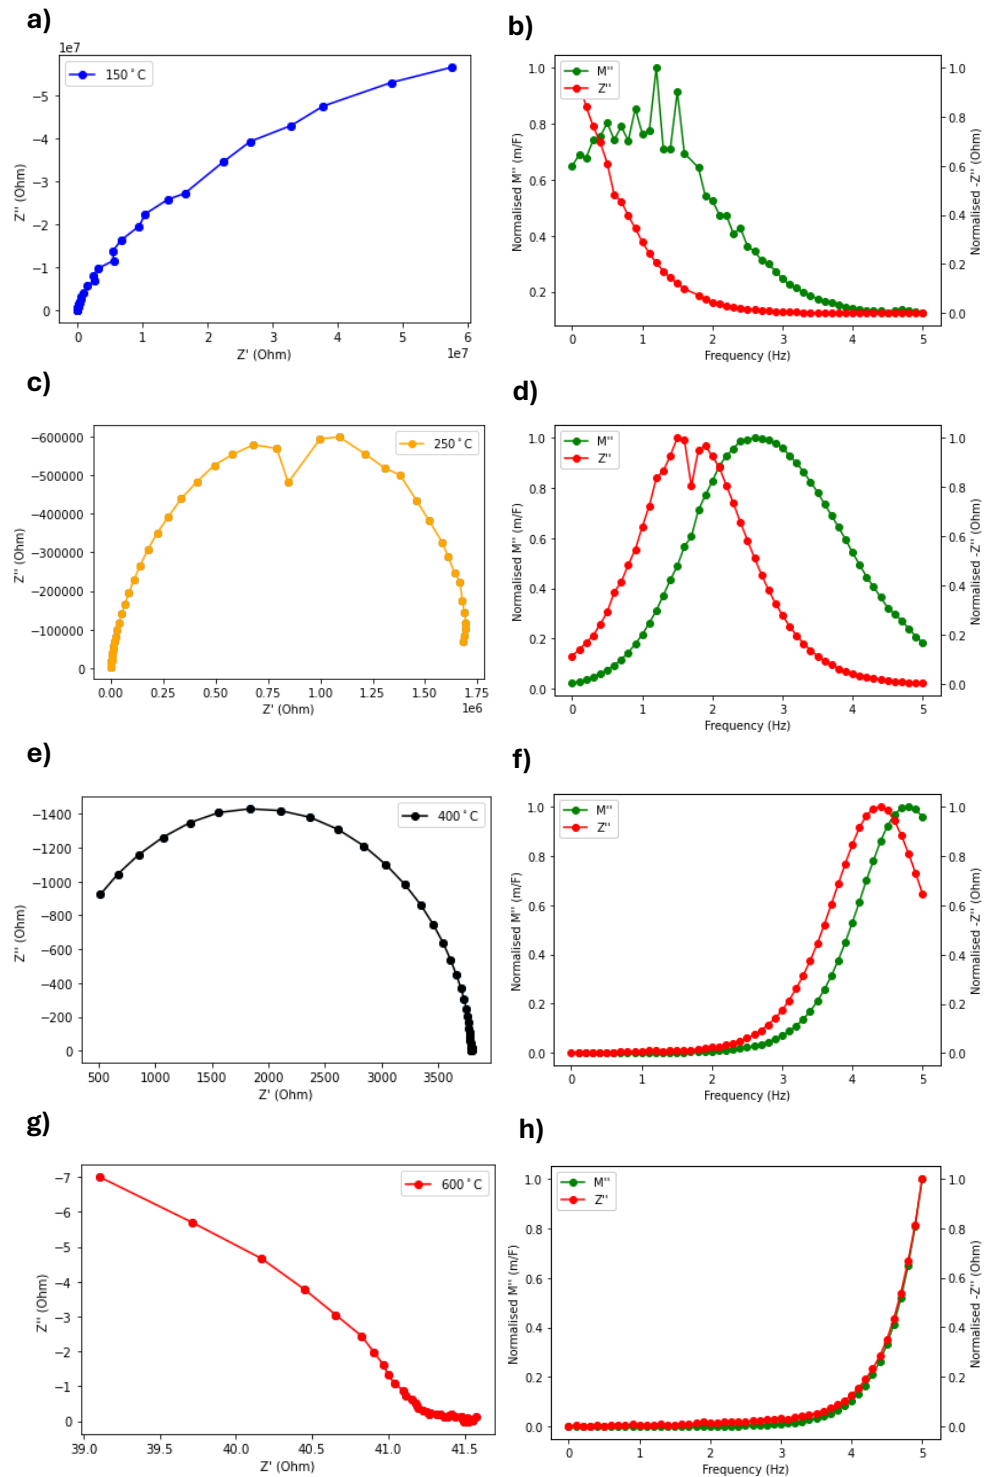 a)
1e7
150°C
−5
−4
−3
−2
−1
0
Z'' (Ohm)
0 1 2 3 4 5 6
1e7
Z' (Ohm)
b)
M''
Z''
1.0
0.8
0.6
0.4
0.2
Normalised M'' (m/F)
1.0
0.8
0.6
0.4
0.2
0.0
Normalised -Z'' (Ohm)
0 1 2 3 4 5
Frequency (Hz)
c)
250°C
−600000
−500000
−400000
−300000
−200000
−100000
0
Z'' (Ohm)
0.00 0.25 0.50 0.75 1.00 1.25 1.50 1.75
1e6
Z' (Ohm)
d)
M''
Z''
1.0
0.8
0.6
0.4
0.2
0.0
Normalised M'' (m/F)
1.0
0.8
0.6
0.4
0.2
0.0
Normalised -Z'' (Ohm)
0 1 2 3 4 5
Frequency (Hz)
e)
400°C
−1400
−1200
−1000
−800
−600
−400
−200
0
Z'' (Ohm)
500 1000 1500 2000 2500 3000 3500
Z' (Ohm)
f)
M''
Z''
1.0
0.8
0.6
0.4
0.2
0.0
Normalised M'' (m/F)
1.0
0.8
0.6
0.4
0.2
0.0
Normalised -Z'' (Ohm)
0 1 2 3 4 5
Frequency (Hz)
g)
600°C
−7
−6
−5
−4
−3
−2
−1
0
Z'' (Ohm)
39.0 39.5 40.0 40.5 41.0 41.5
Z' (Ohm)
h)
M''
Z''
1.0
0.8
0.6
0.4
0.2
0.0
Normalised M'' (m/F)
1.0
0.8
0.6
0.4
0.2
0.0
Normalised -Z'' (Ohm)
0 1 2 3 4 5
Frequency (Hz)